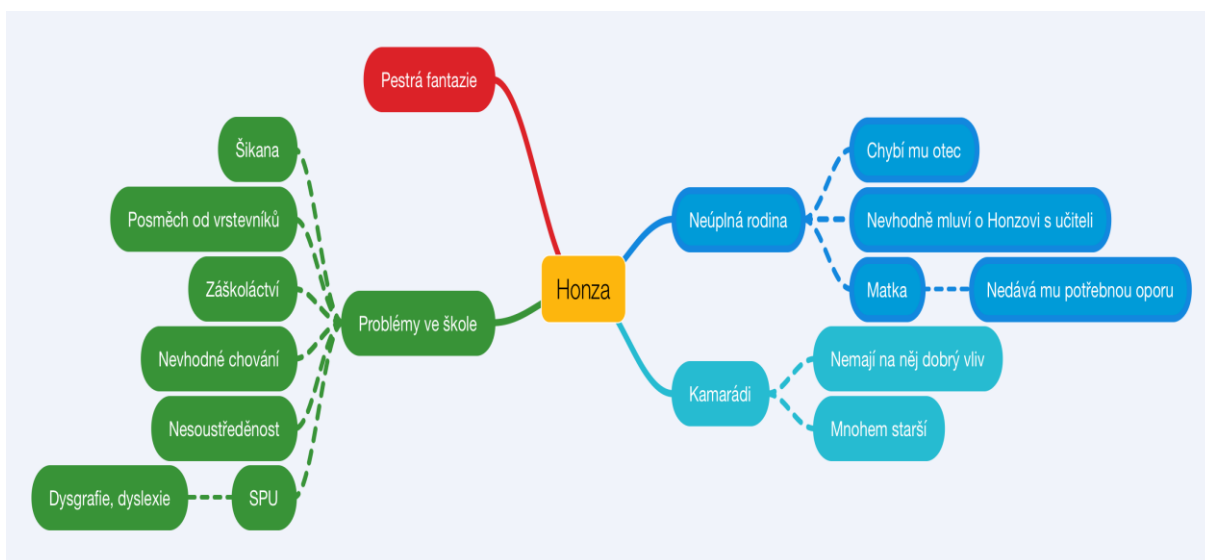 Pestrá fantazie
Šikana
Posměch od vrstevníků
Záškoláctví
Nevhodné chování
Nesoustředěnost
Dysgrafie, dyslexie
SPU
Problémy ve škole
Honza
Neúplná rodina
Chybí mu otec
Nevhodně mluví o Honzovi s učiteli
Matka
Nedává mu potřebnou oporu
Kamarádi
Nemají na něj dobrý vliv
Mnohem starší